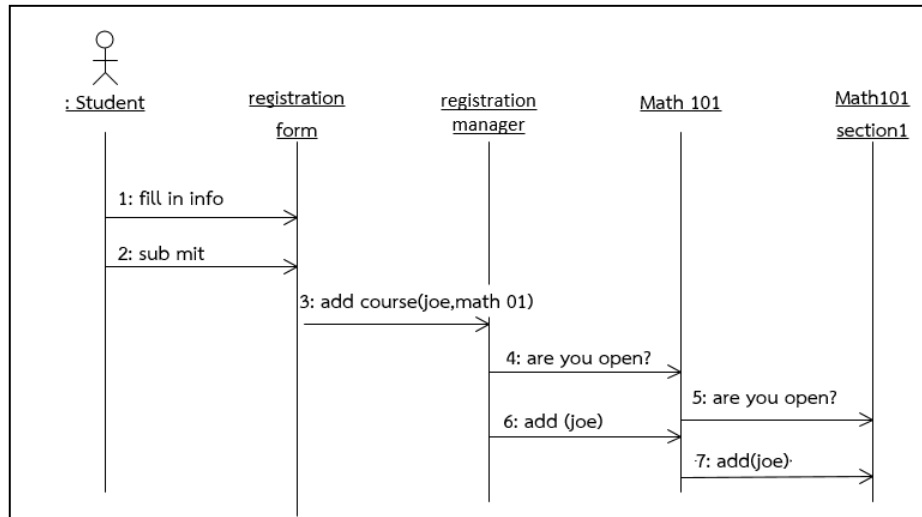 : Student
registration
form
registration
manager
Math 101
Math101
section1
1: fill in info
2: sub mit
3: add course(joe,math 01)
4: are you open?
5: are you open?
6: add (joe)
7: add(joe)